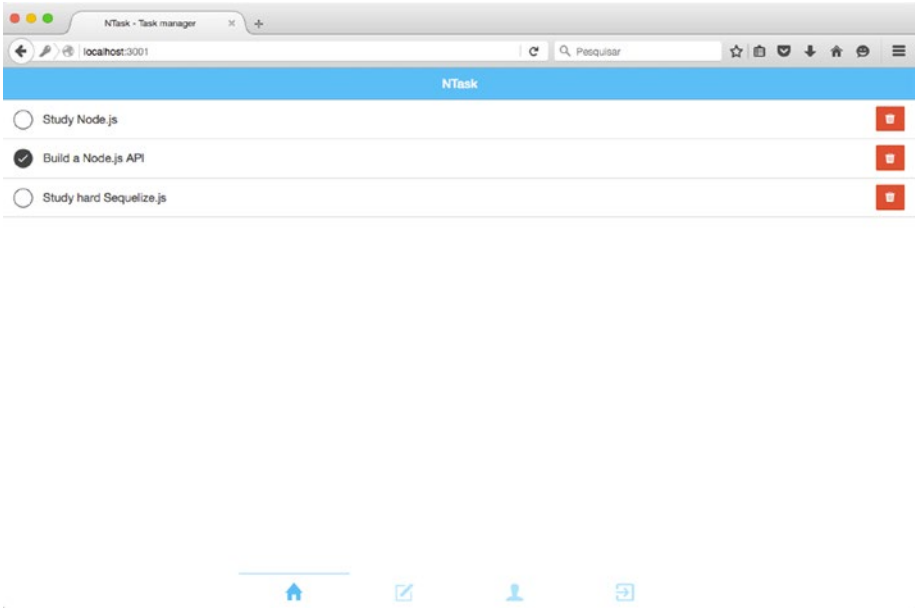 NTask - Task manager
localhost:3001
Pesquisar
NTask
Study Node.js
Build a Node.js API
Study hard Sequelize.js